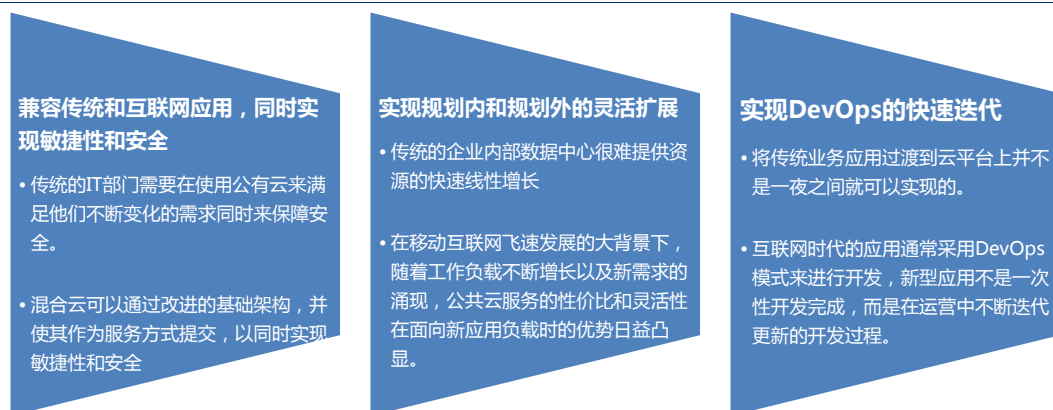 兼容传统和互联网应用，同时实
现敏捷性和安全
• 传统的IT部门需要在使用公有云来满
足他们不断变化的需求同时来保障安
全。
• 混合云可以通过改进的基础架构，并
使其作为服务方式提交，以同时实现
敏捷性和安全
实现规划内和规划外的灵活扩展
• 传统的企业内部数据中心很难提供资
源的快速线性增长
• 在移动互联网飞速发展的大背景下，
随着工作负载不断增长以及新需求的
涌现，公共云服务的性价比和灵活性
在面向新应用负载时的优势日益凸
显。
实现DevOps的快速迭代
• 将传统业务应用过渡到云平台上并不
是一夜之间就可以实现的。
• 互联网时代的应用通常采用DevOps
模式来进行开发，新型应用不是一次
性开发完成，而是在运营中不断迭代
更新的开发过程。